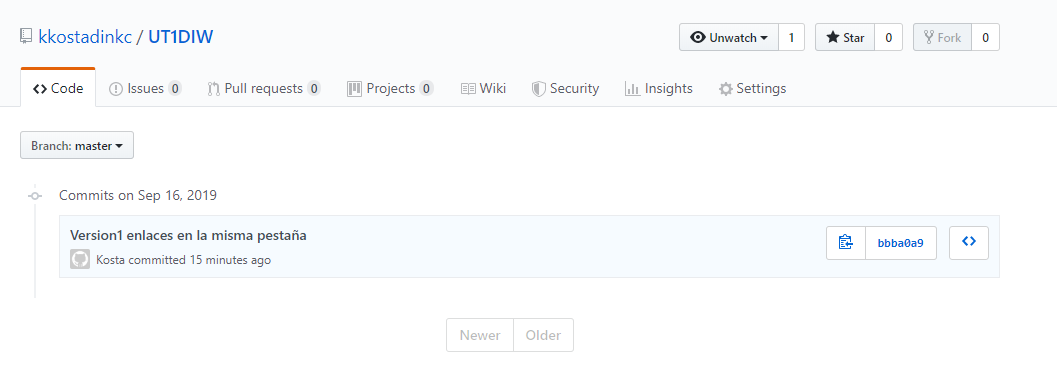 kkostadinkc / UT1DIW
Unwatch 1 Star 0 Fork 0
Code Issues 0 Pull requests 0 Projects 0 Wiki Security Insights Settings
Branch: master
Commits on Sep 16, 2019
Version1 enlaces en la misma pestaña
Kosta committed 15 minutes ago
bbba0a9
Newer Older